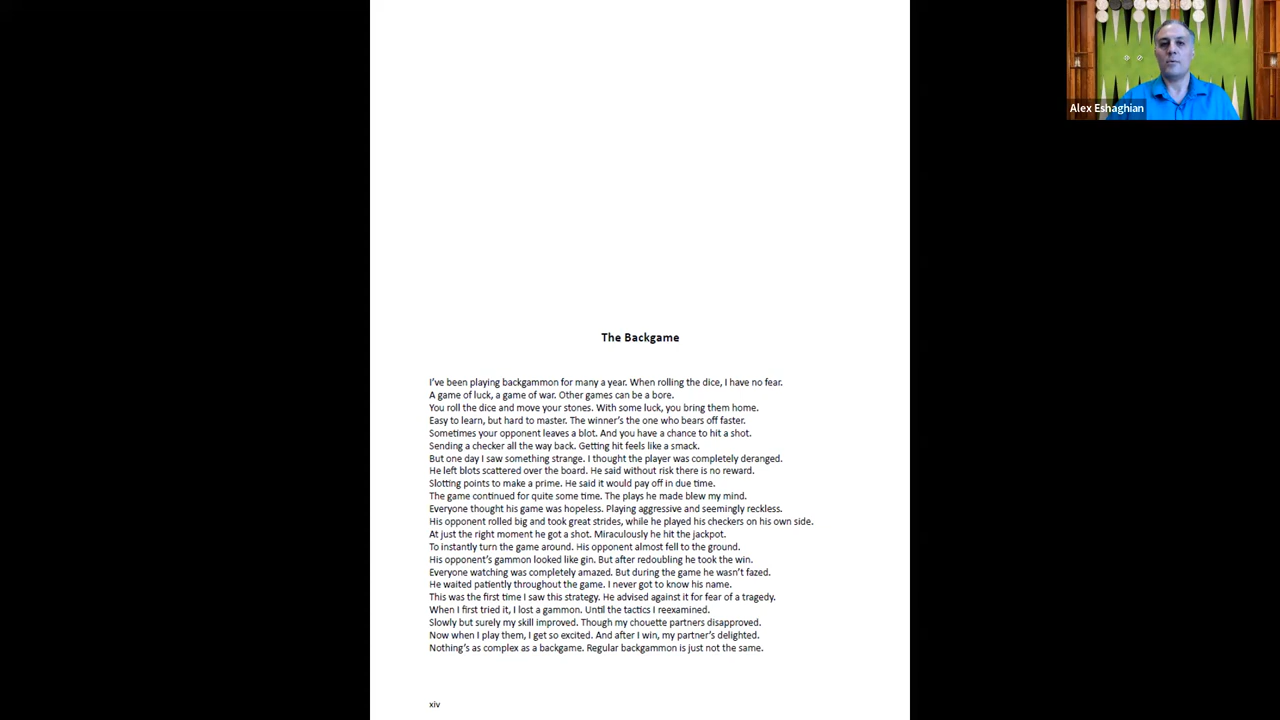 Alex Eshaghian
The Backgame
I've been playing backgammon for many a year. When rolling the dice, I have no fear.
A game of luck, a game of war. Other games can be a bore.
You roll the dice and move your stones. With some luck, you bring them home.
Easy to learn, but hard to master. The winner's the one who bears off faster.
Sometimes your opponent leaves a blot. And you have a chance to hit a shot.
Sending a checker all the way back. Getting hit feels like a smack.
But one day I saw something strange. I thought the player was completely deranged.
He left blots scattered over the board. He said without risk there is no reward.
Slotting points to make a prime. He said it would pay off in due time.
The game continued for quite some time. The plays he made blew my mind.
Everyone thought his game was hopeless. Playing aggressive and seemingly reckless.
His opponent rolled big and took great strides, while he played his checkers on his own side.
At just the right moment he got a shot. Miraculously he hit the jackpot.
To instantly turn the game around. His opponent almost fell to the ground.
His opponent's gammon looked like gin. But after redoubling he took the win.
Everyone watching was completely amazed. But during the game he wasn't fazed.
He waited patiently throughout the game. I never got to know his name.
This was the first time I saw this strategy. He advised against it for fear of a tragedy.
When I first tried it, I lost a gammon. Until the tactics I reexamined.
Slowly but surely my skill improved. Though my chouette partners disapproved.
Now when I play them, I get so excited. And after I win, my partner's delighted.
Nothing's as complex as a backgame. Regular backgammon is just not the same.
xiv